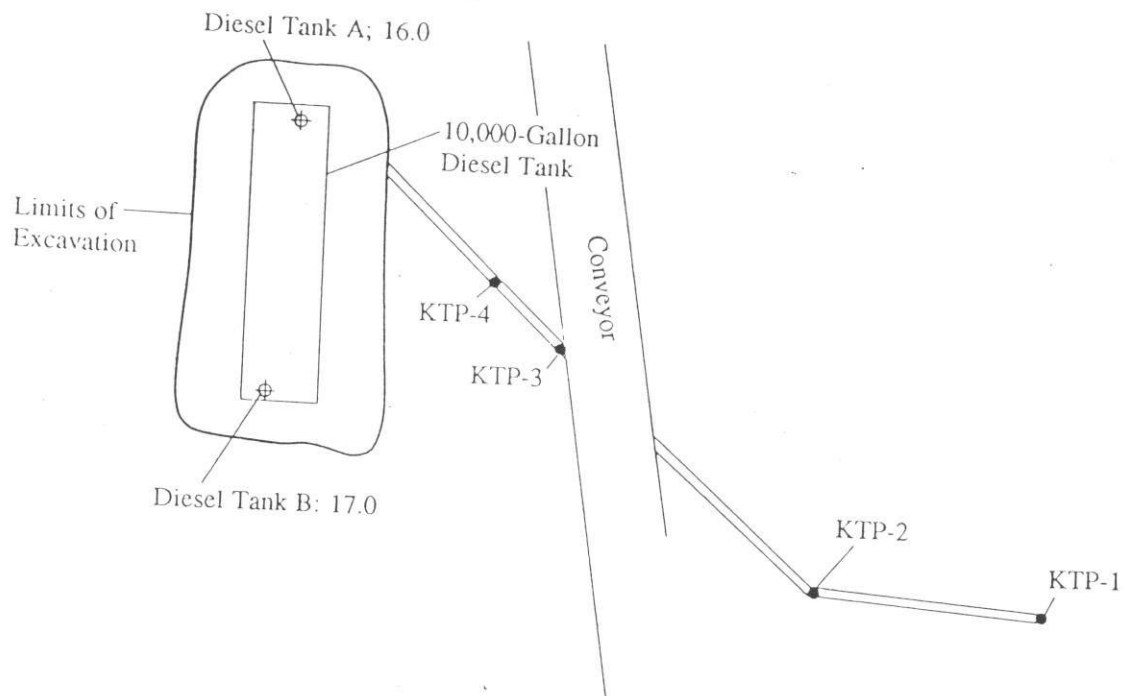 Diesel Tank A; 16.0
10,000-Gallon
Diesel Tank
Limits of
Excavation
Conveyor
KTP-4
KTP-3
Diesel Tank B: 17.0
KTP-2
KTP-1